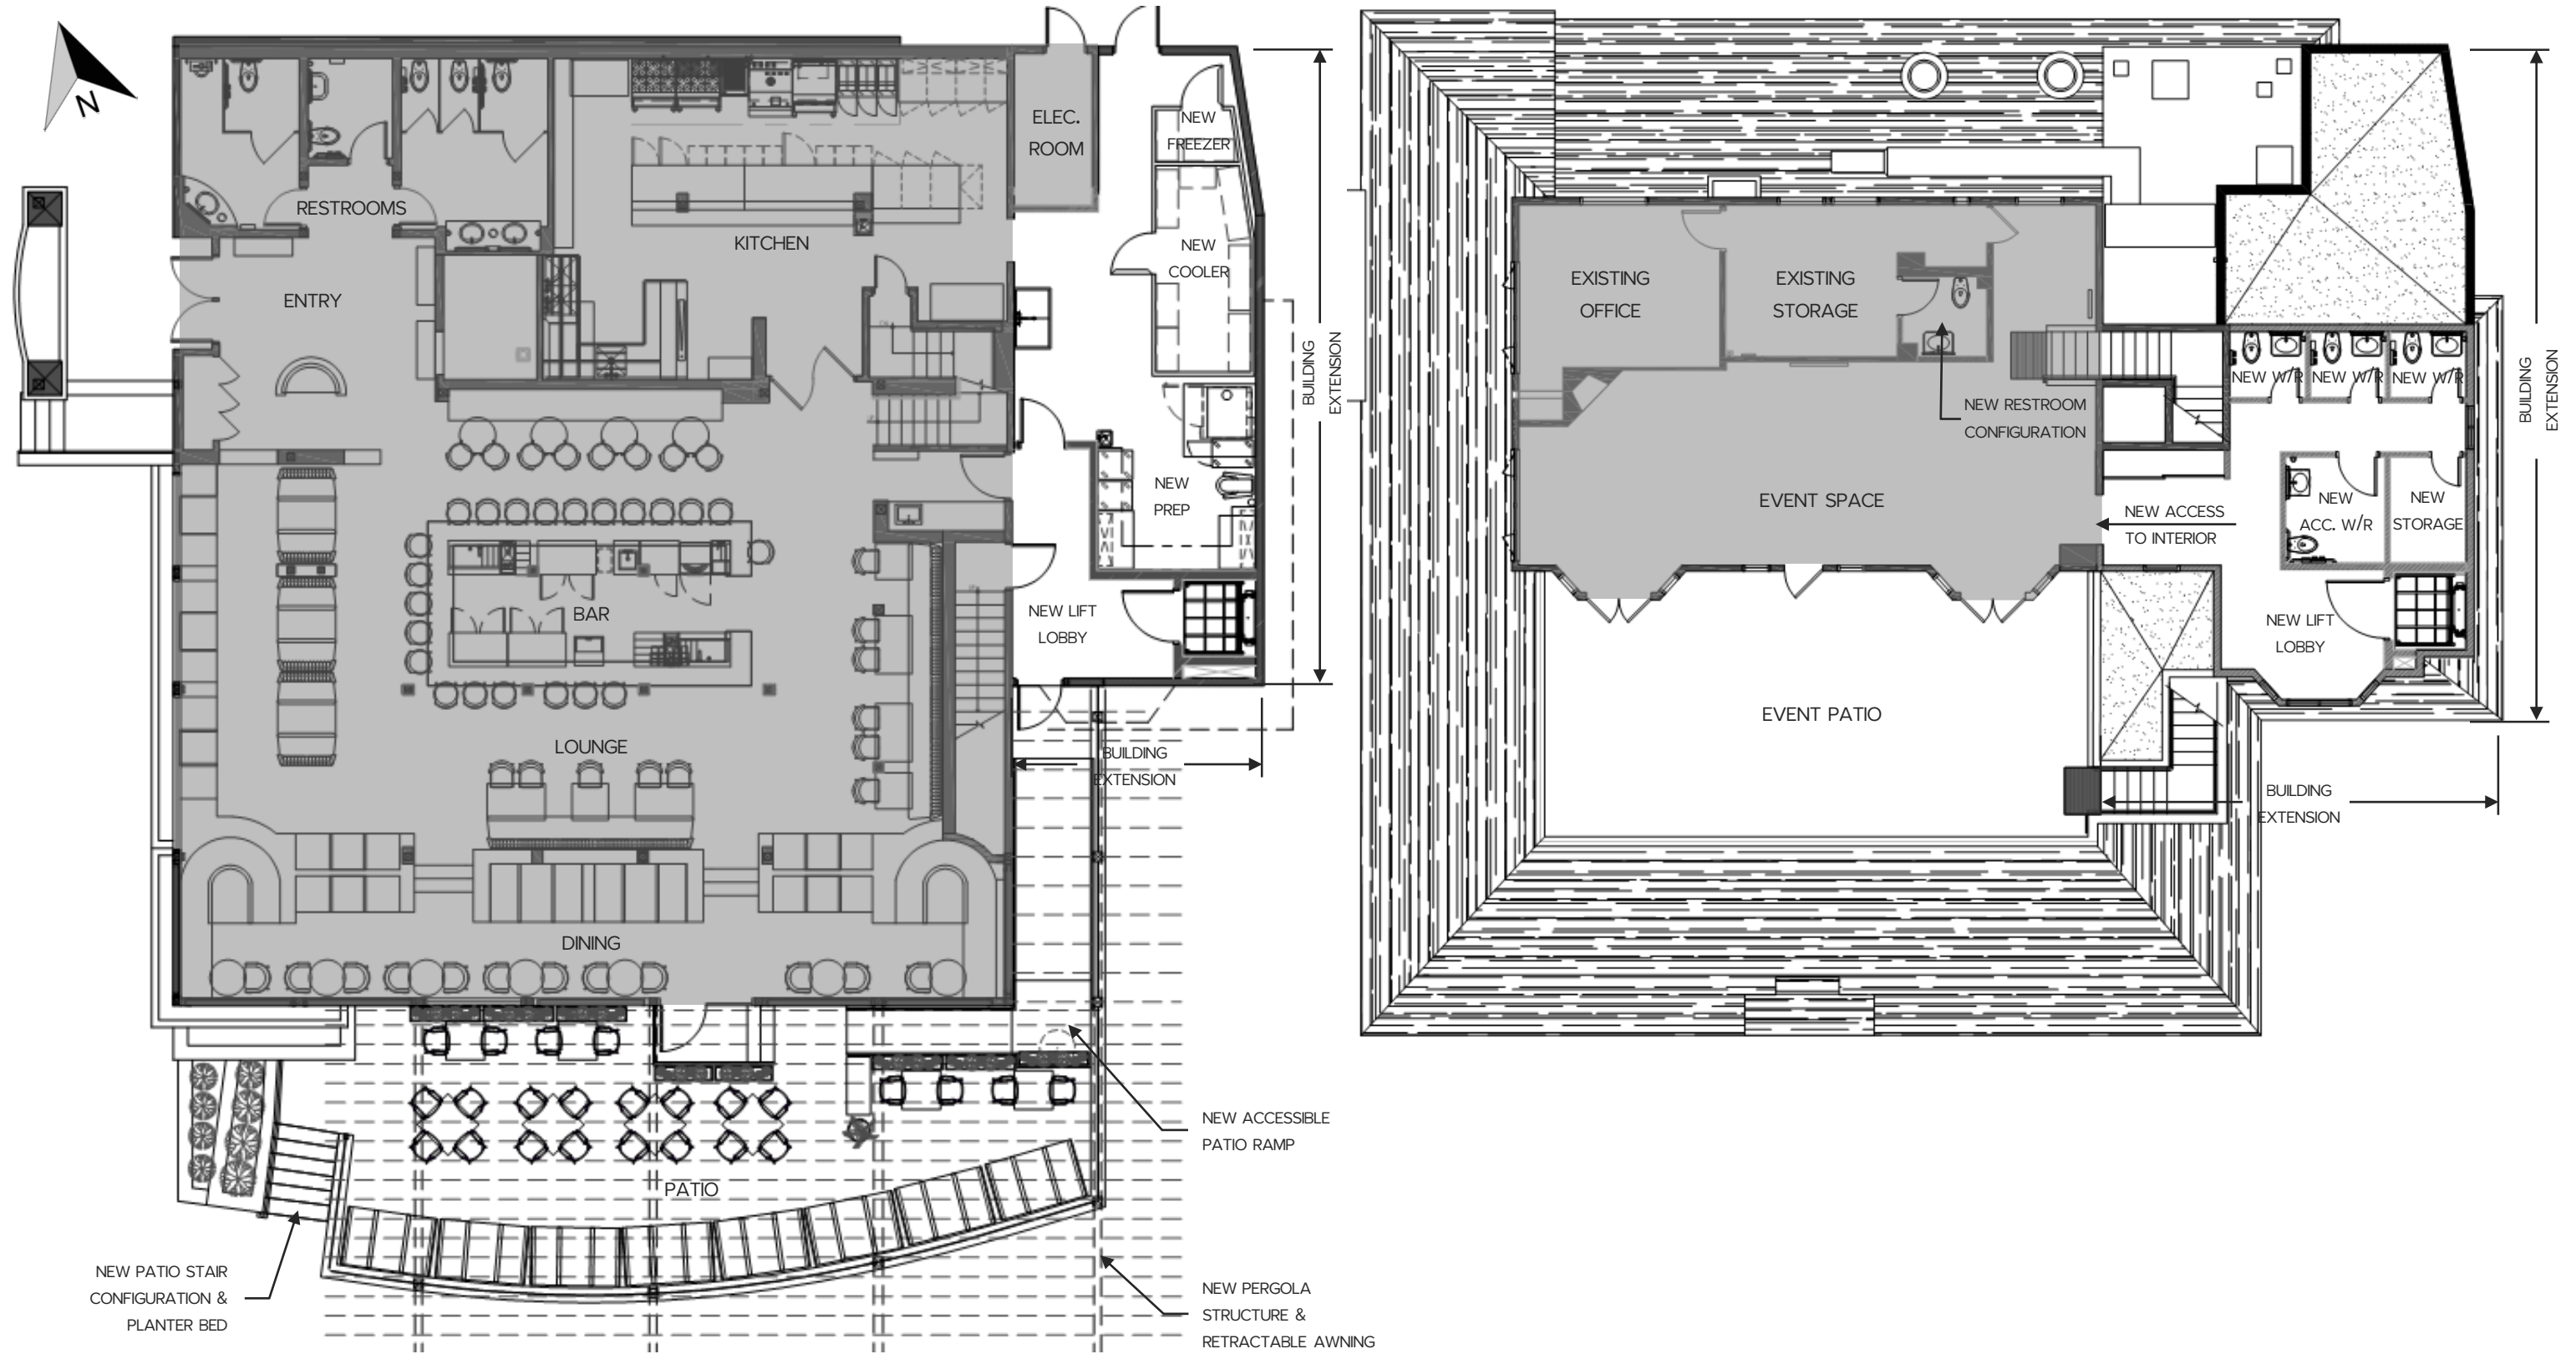 N
RESTROOMS
ENTRY
KITCHEN
ELEC.
ROOM
NEW
FREEZER
NEW
COOLER
NEW
PREP
BUILDING
EXTENSION
BAR
NEW LIFT
LOBBY
LOUNGE
BUILDING
EXTENSION
DINING
NEW ACCESSIBLE
PATIO RAMP
PATIO
NEW PATIO STAIR
CONFIGURATION &
PLANTER BED
NEW PERGOLA
STRUCTURE &
RETRACTABLE AWNING
EXISTING
OFFICE
EXISTING
STORAGE
NEW RESTROOM
CONFIGURATION
NEW W/R
NEW W/R
NEW W/R
BUILDING
EXTENSION
EVENT SPACE
NEW ACCESS
TO INTERIOR
NEW
ACC. W/R
NEW
STORAGE
NEW LIFT
LOBBY
EVENT PATIO
BUILDING
EXTENSION